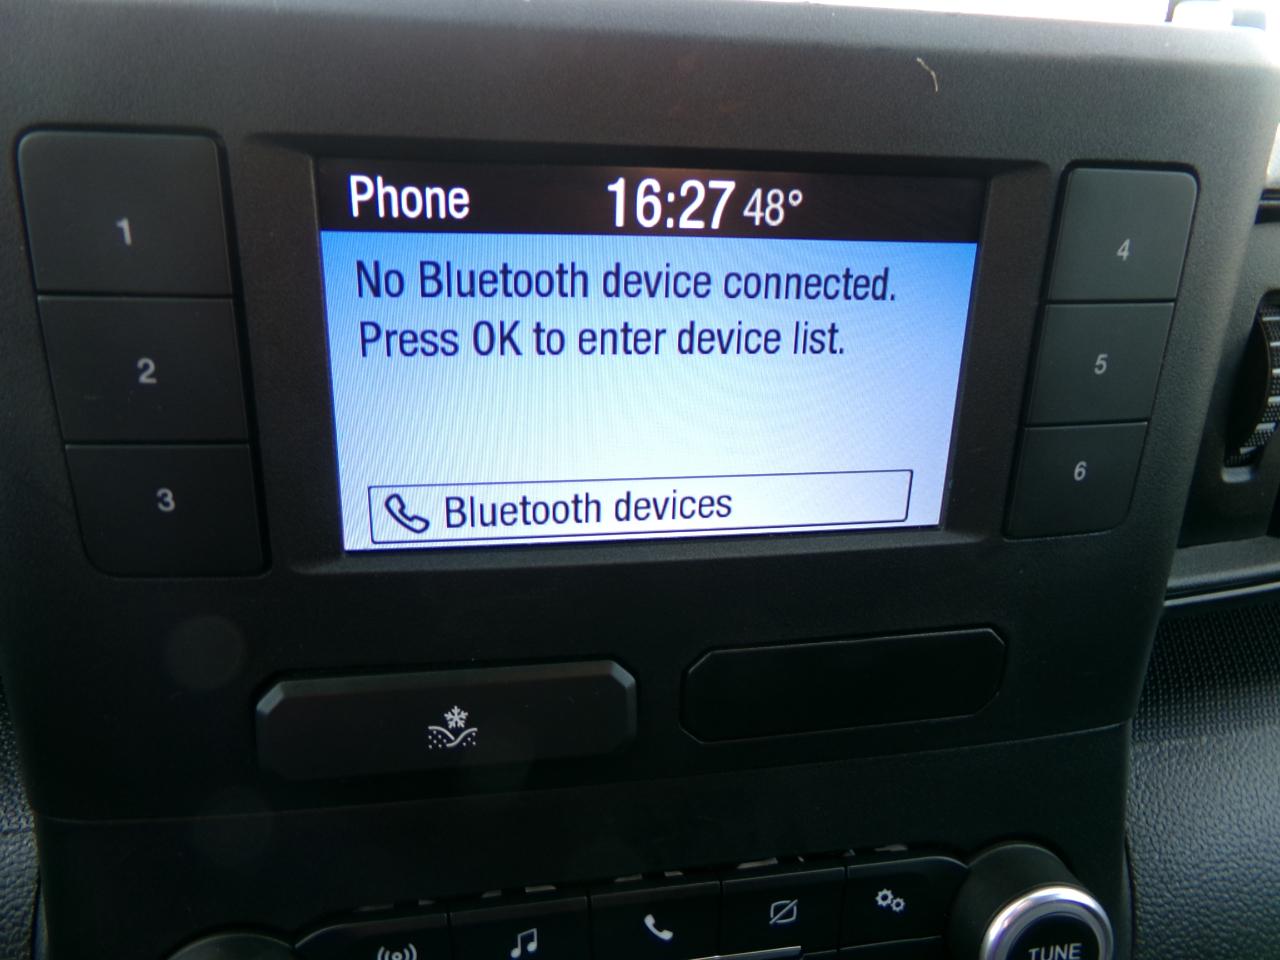 Phone 16:27 48°
No Bluetooth device connected.
Press OK to enter device list.
Bluetooth devices
1
2
3
4
5
6
TUNE